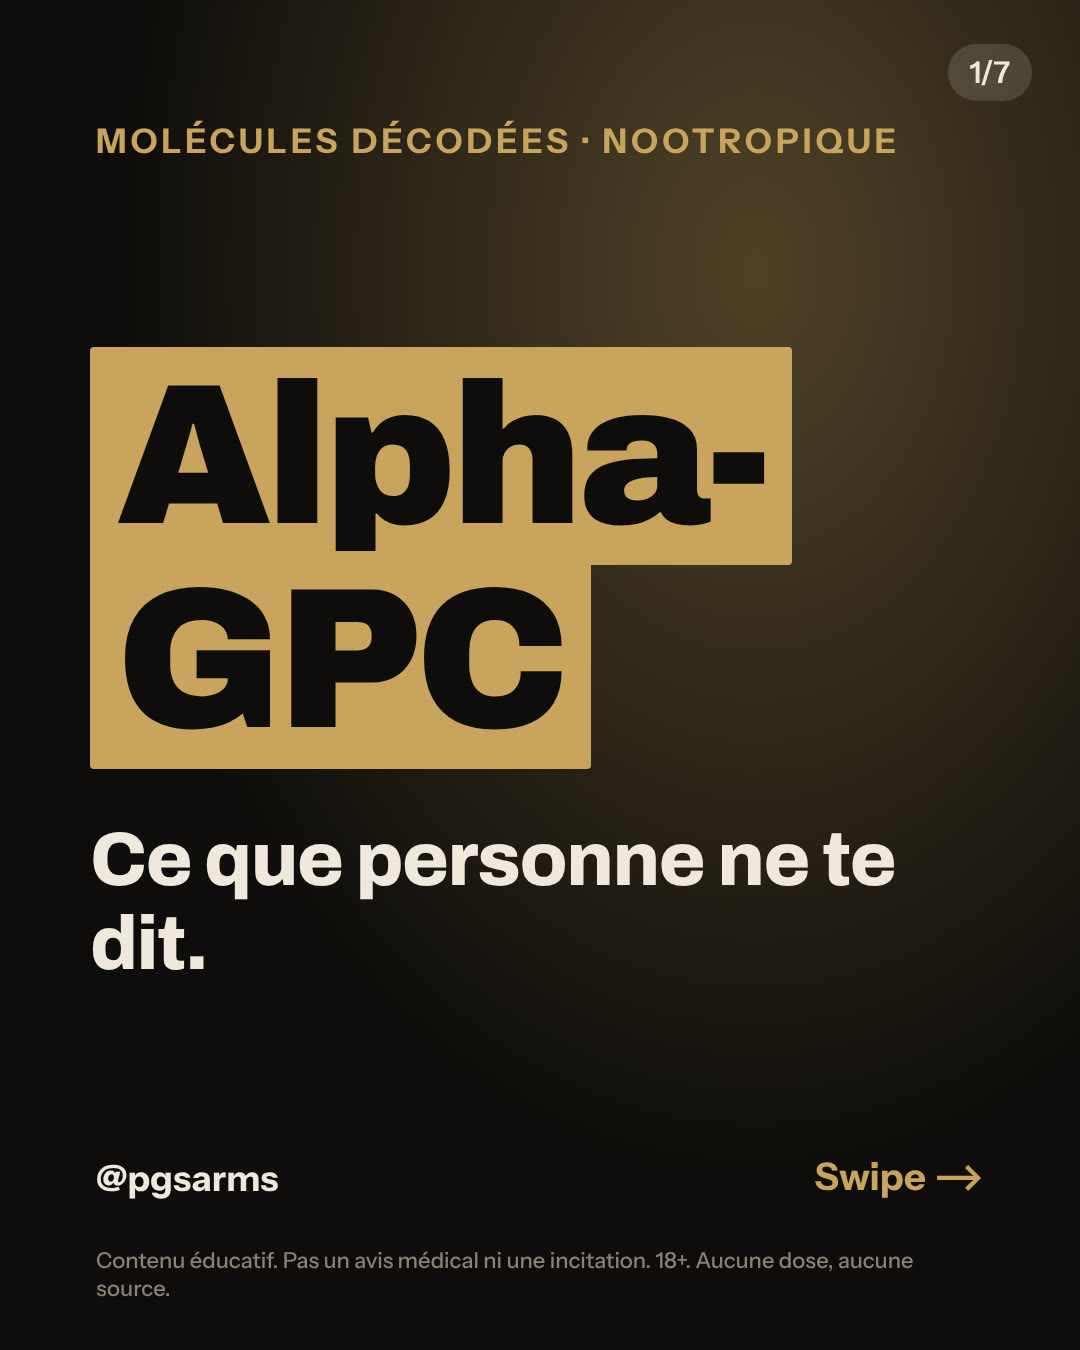 1/7
MOLÉCULES DÉCODÉES · NOOTROPIQUE
Alpha-
GPC
Ce que personne ne te
dit.
@pgsarms
Swipe →
Contenu éducatif. Pas un avis médical ni une incitation. 18+. Aucune dose, aucune
source.